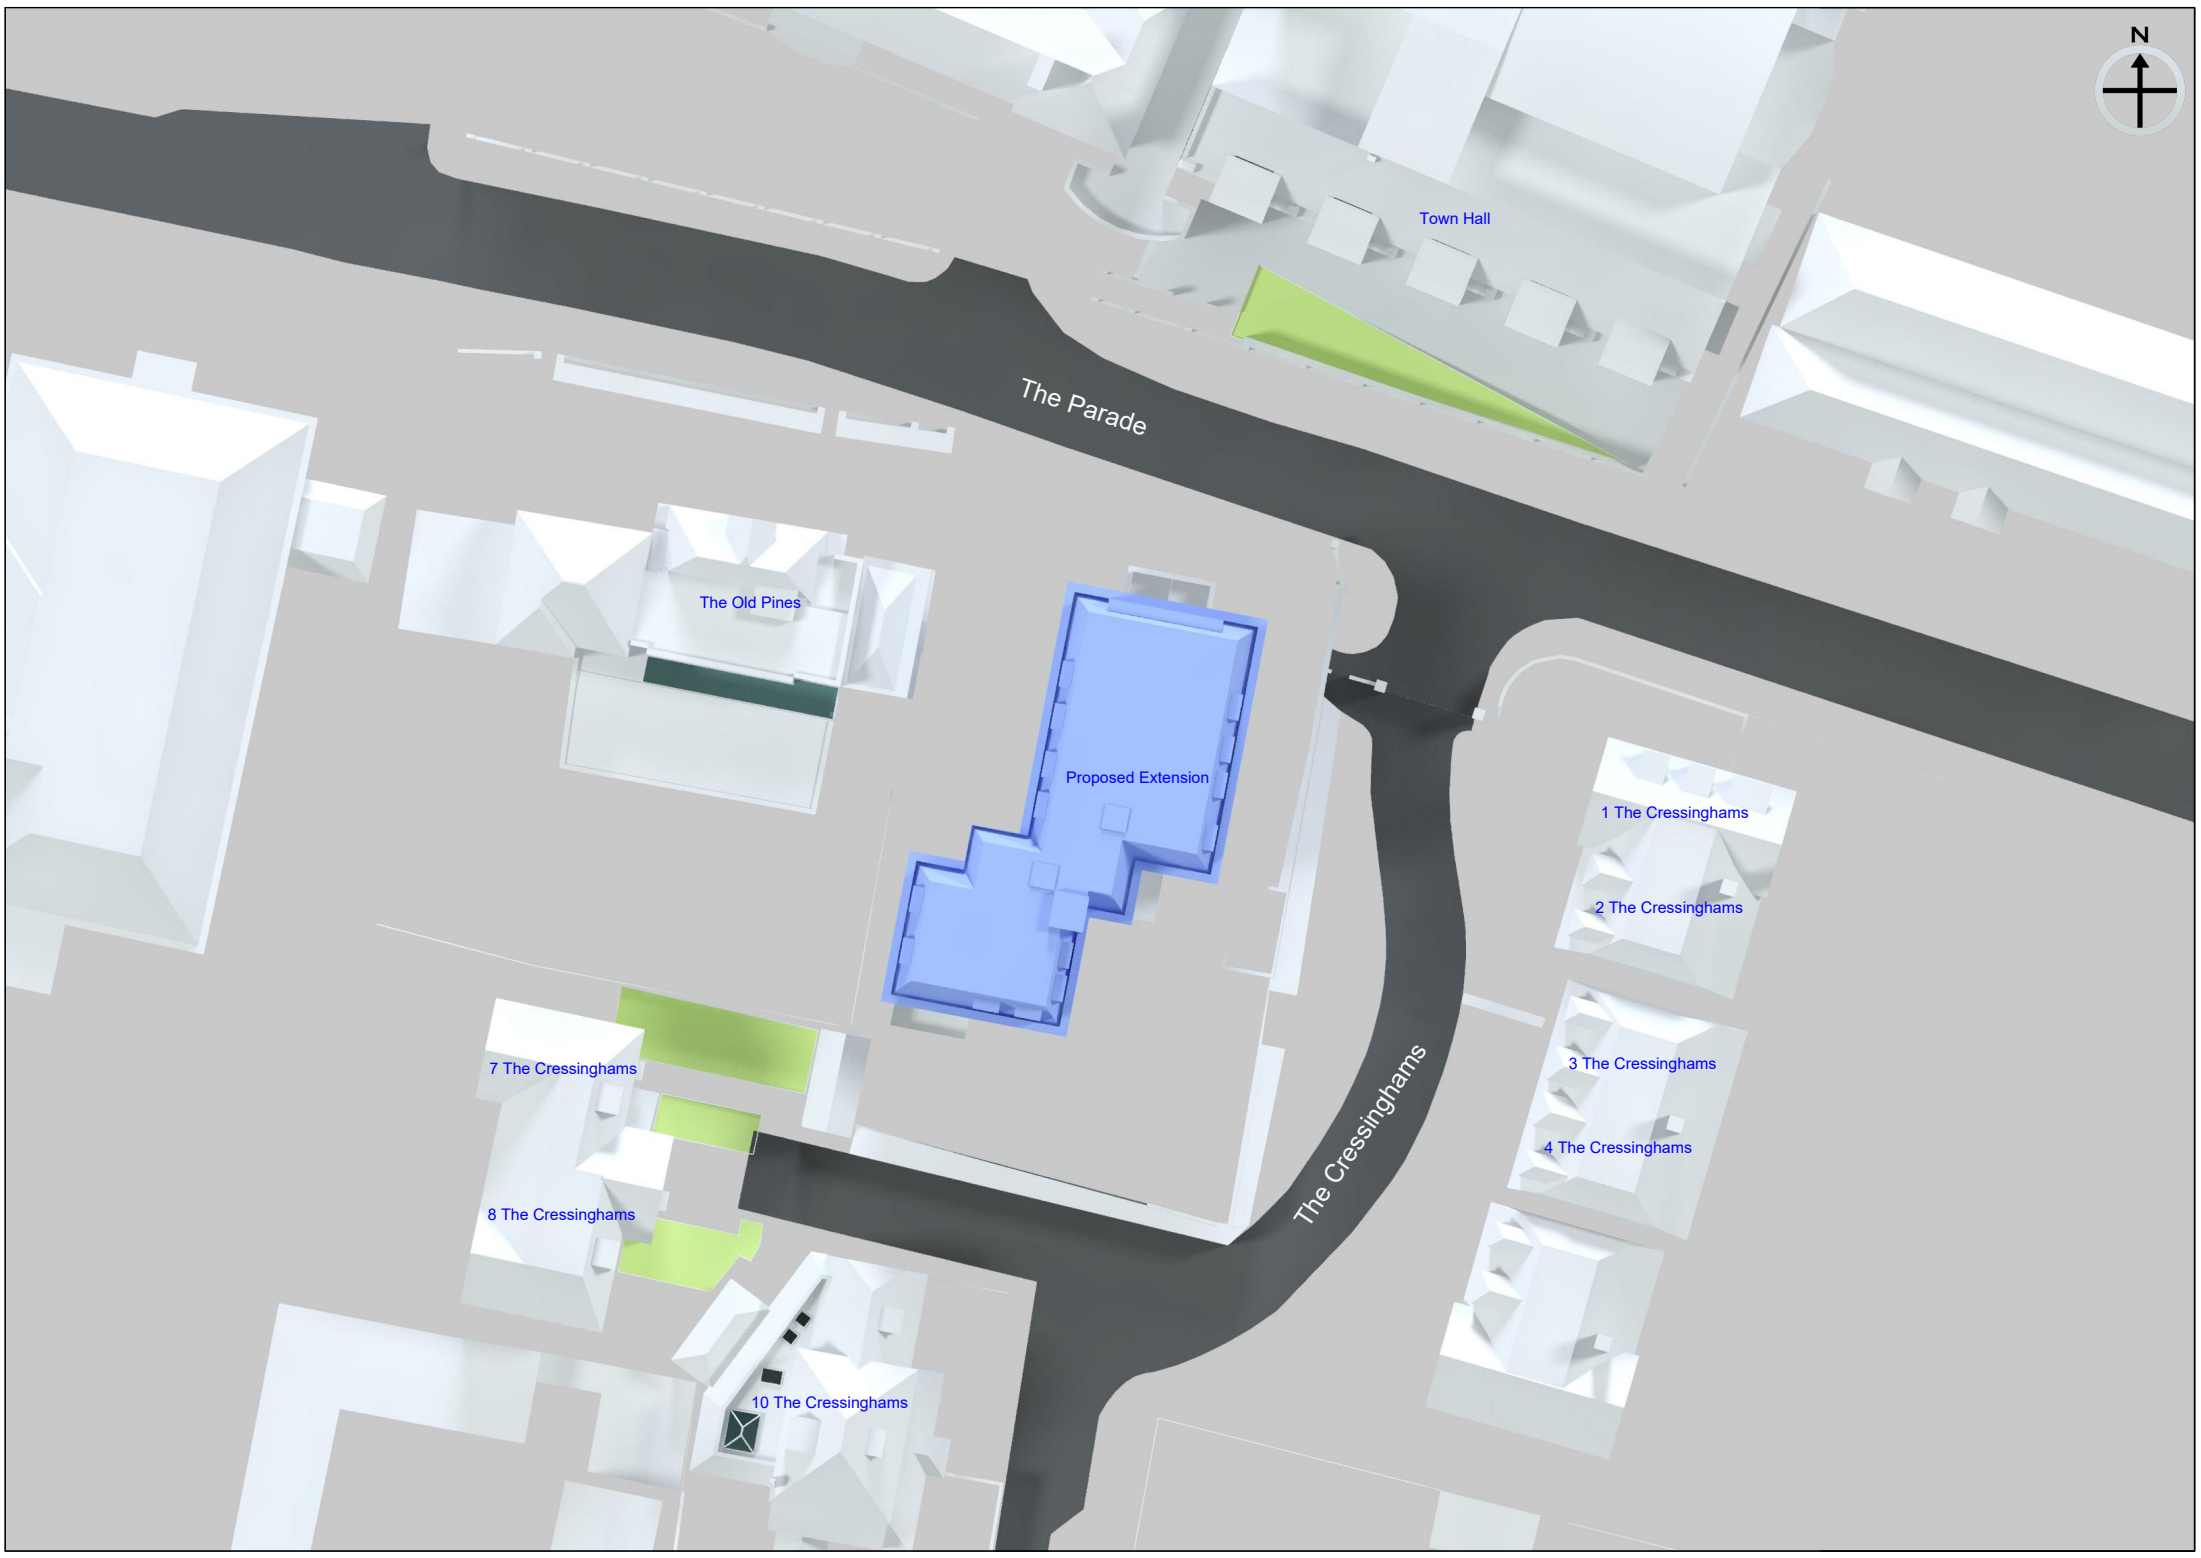 N
Town Hall
The Parade
The Old Pines
Proposed Extension
1 The Cressinghams
2 The Cressinghams
3 The Cressinghams
7 The Cressinghams
The Cressinghams
4 The Cressinghams
8 The Cressinghams
10 The Cressinghams